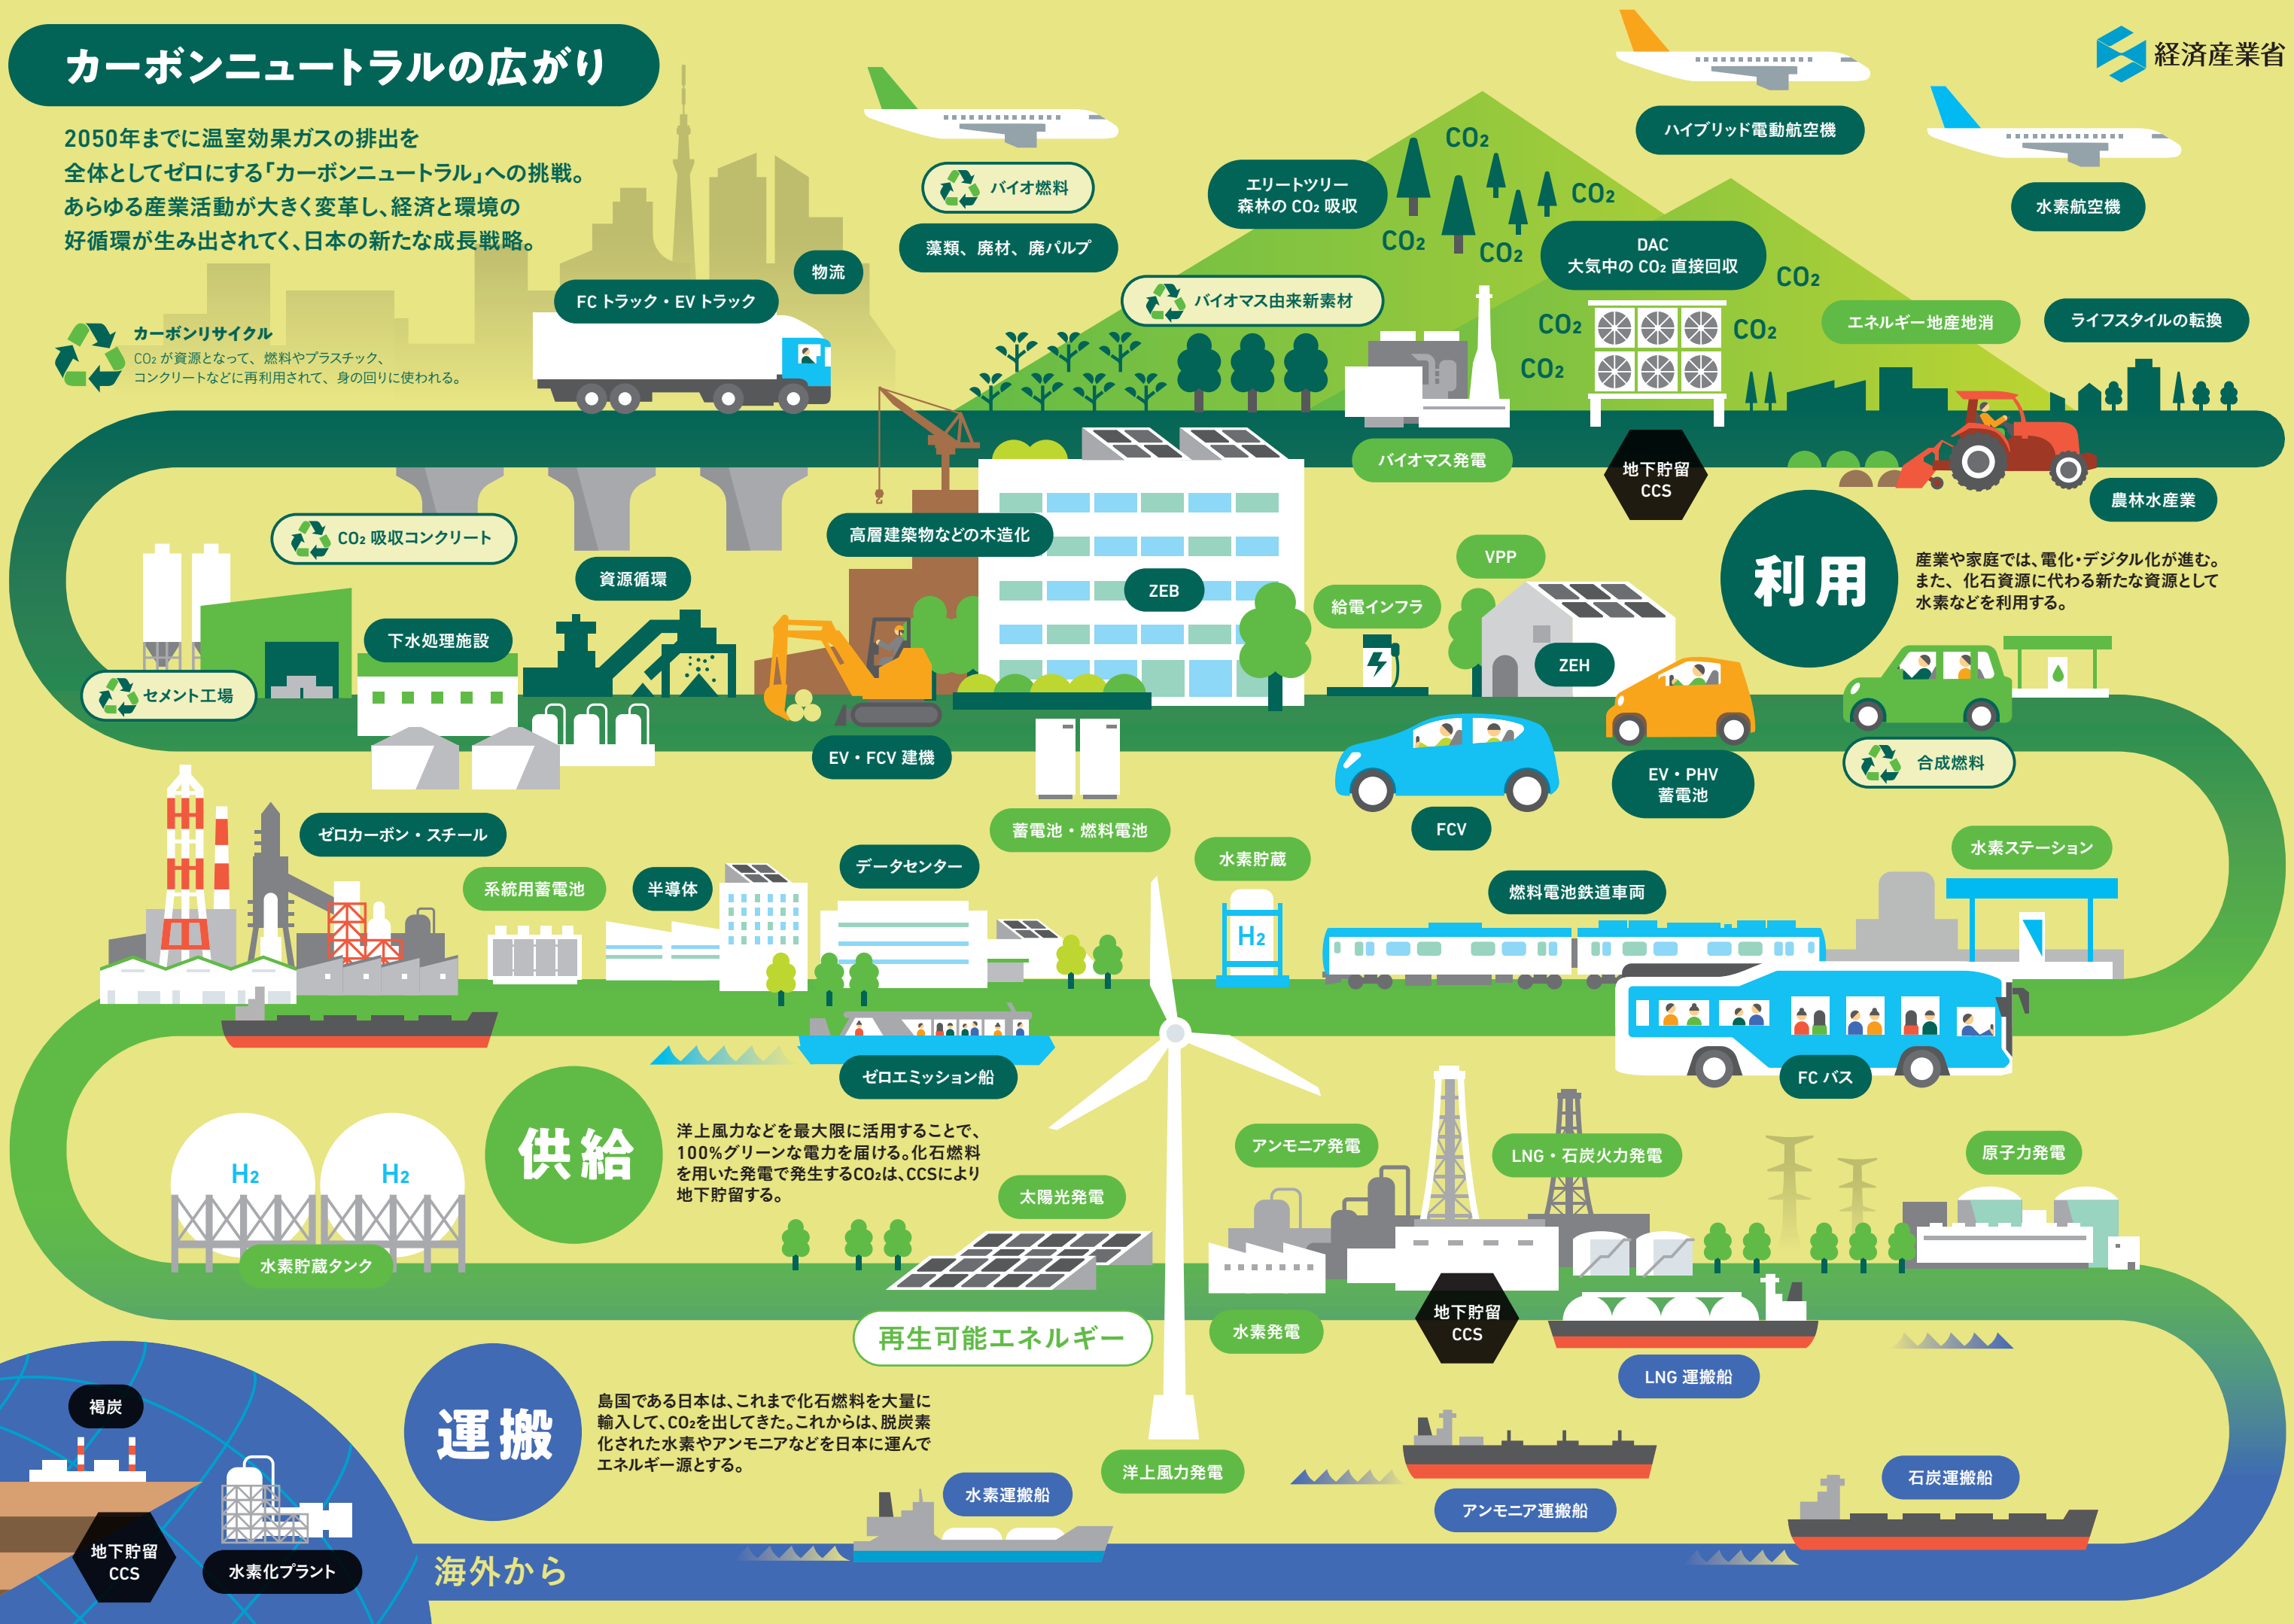 カーボンニュートラルの広がり
経済産業省
2050年までに温室効果ガスの排出を
全体としてゼロにする「カーボンニュートラル」への挑戦。
あらゆる産業活動が大きく変革し、経済と環境の
好循環が生み出されてく、日本の新たな成長戦略。
カーボンリサイクル
CO₂ が資源となって、燃料やプラスチック、
コンクリートなどに再利用されて、身の回りに使われる。
FC トラック・EV トラック
物流
バイオ燃料
藻類、廃材、廃パルプ
エリートツリー
森林の CO₂ 吸収
CO₂
CO₂
CO₂
CO₂
ハイブリッド電動航空機
水素航空機
DAC
大気中の CO₂ 直接回収
CO₂
CO₂
CO₂
CO₂
バイオマス由来新素材
エネルギー地産地消
ライフスタイルの転換
バイオマス発電
地下貯留
CCS
農林水産業
利用
産業や家庭では、電化・デジタル化が進む。
また、化石資源に代わる新たな資源として
水素などを利用する。
CO₂ 吸収コンクリート
資源循環
高層建築物などの木造化
ZEB
VPP
給電インフラ
ZEH
下水処理施設
セメント工場
EV・FCV 建機
EV・PHV
蓄電池
合成燃料
FCV
蓄電池・燃料電池
ゼロカーボン・スチール
系統用蓄電池
半導体
データセンター
水素貯蔵
H₂
燃料電池鉄道車両
水素ステーション
ゼロエミッション船
FC バス
供給
洋上風力などを最大限に活用することで、
100%グリーンな電力を届ける。化石燃料
を用いた発電で発生するCO₂は、CCSにより
地下貯留する。
H₂
H₂
水素貯蔵タンク
太陽光発電
アンモニア発電
LNG・石炭火力発電
原子力発電
再生可能エネルギー
水素発電
地下貯留
CCS
LNG 運搬船
運搬
島国である日本は、これまで化石燃料を大量に
輸入して、CO₂を出してきた。これからは、脱炭素
化された水素やアンモニアなどを日本に運んで
エネルギー源とする。
洋上風力発電
水素運搬船
アンモニア運搬船
石炭運搬船
褐炭
地下貯留
CCS
水素化プラント
海外から